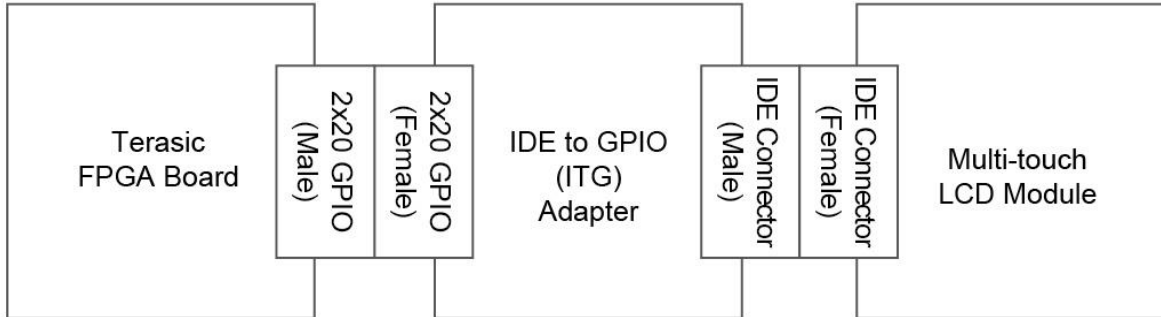 Terasic
FPGA Board
2x20 GPIO
(Male)
2x20 GPIO
(Female)
IDE to GPIO
(ITG)
Adapter
IDE Connector
(Male)
IDE Connector
(Female)
Multi-touch
LCD Module